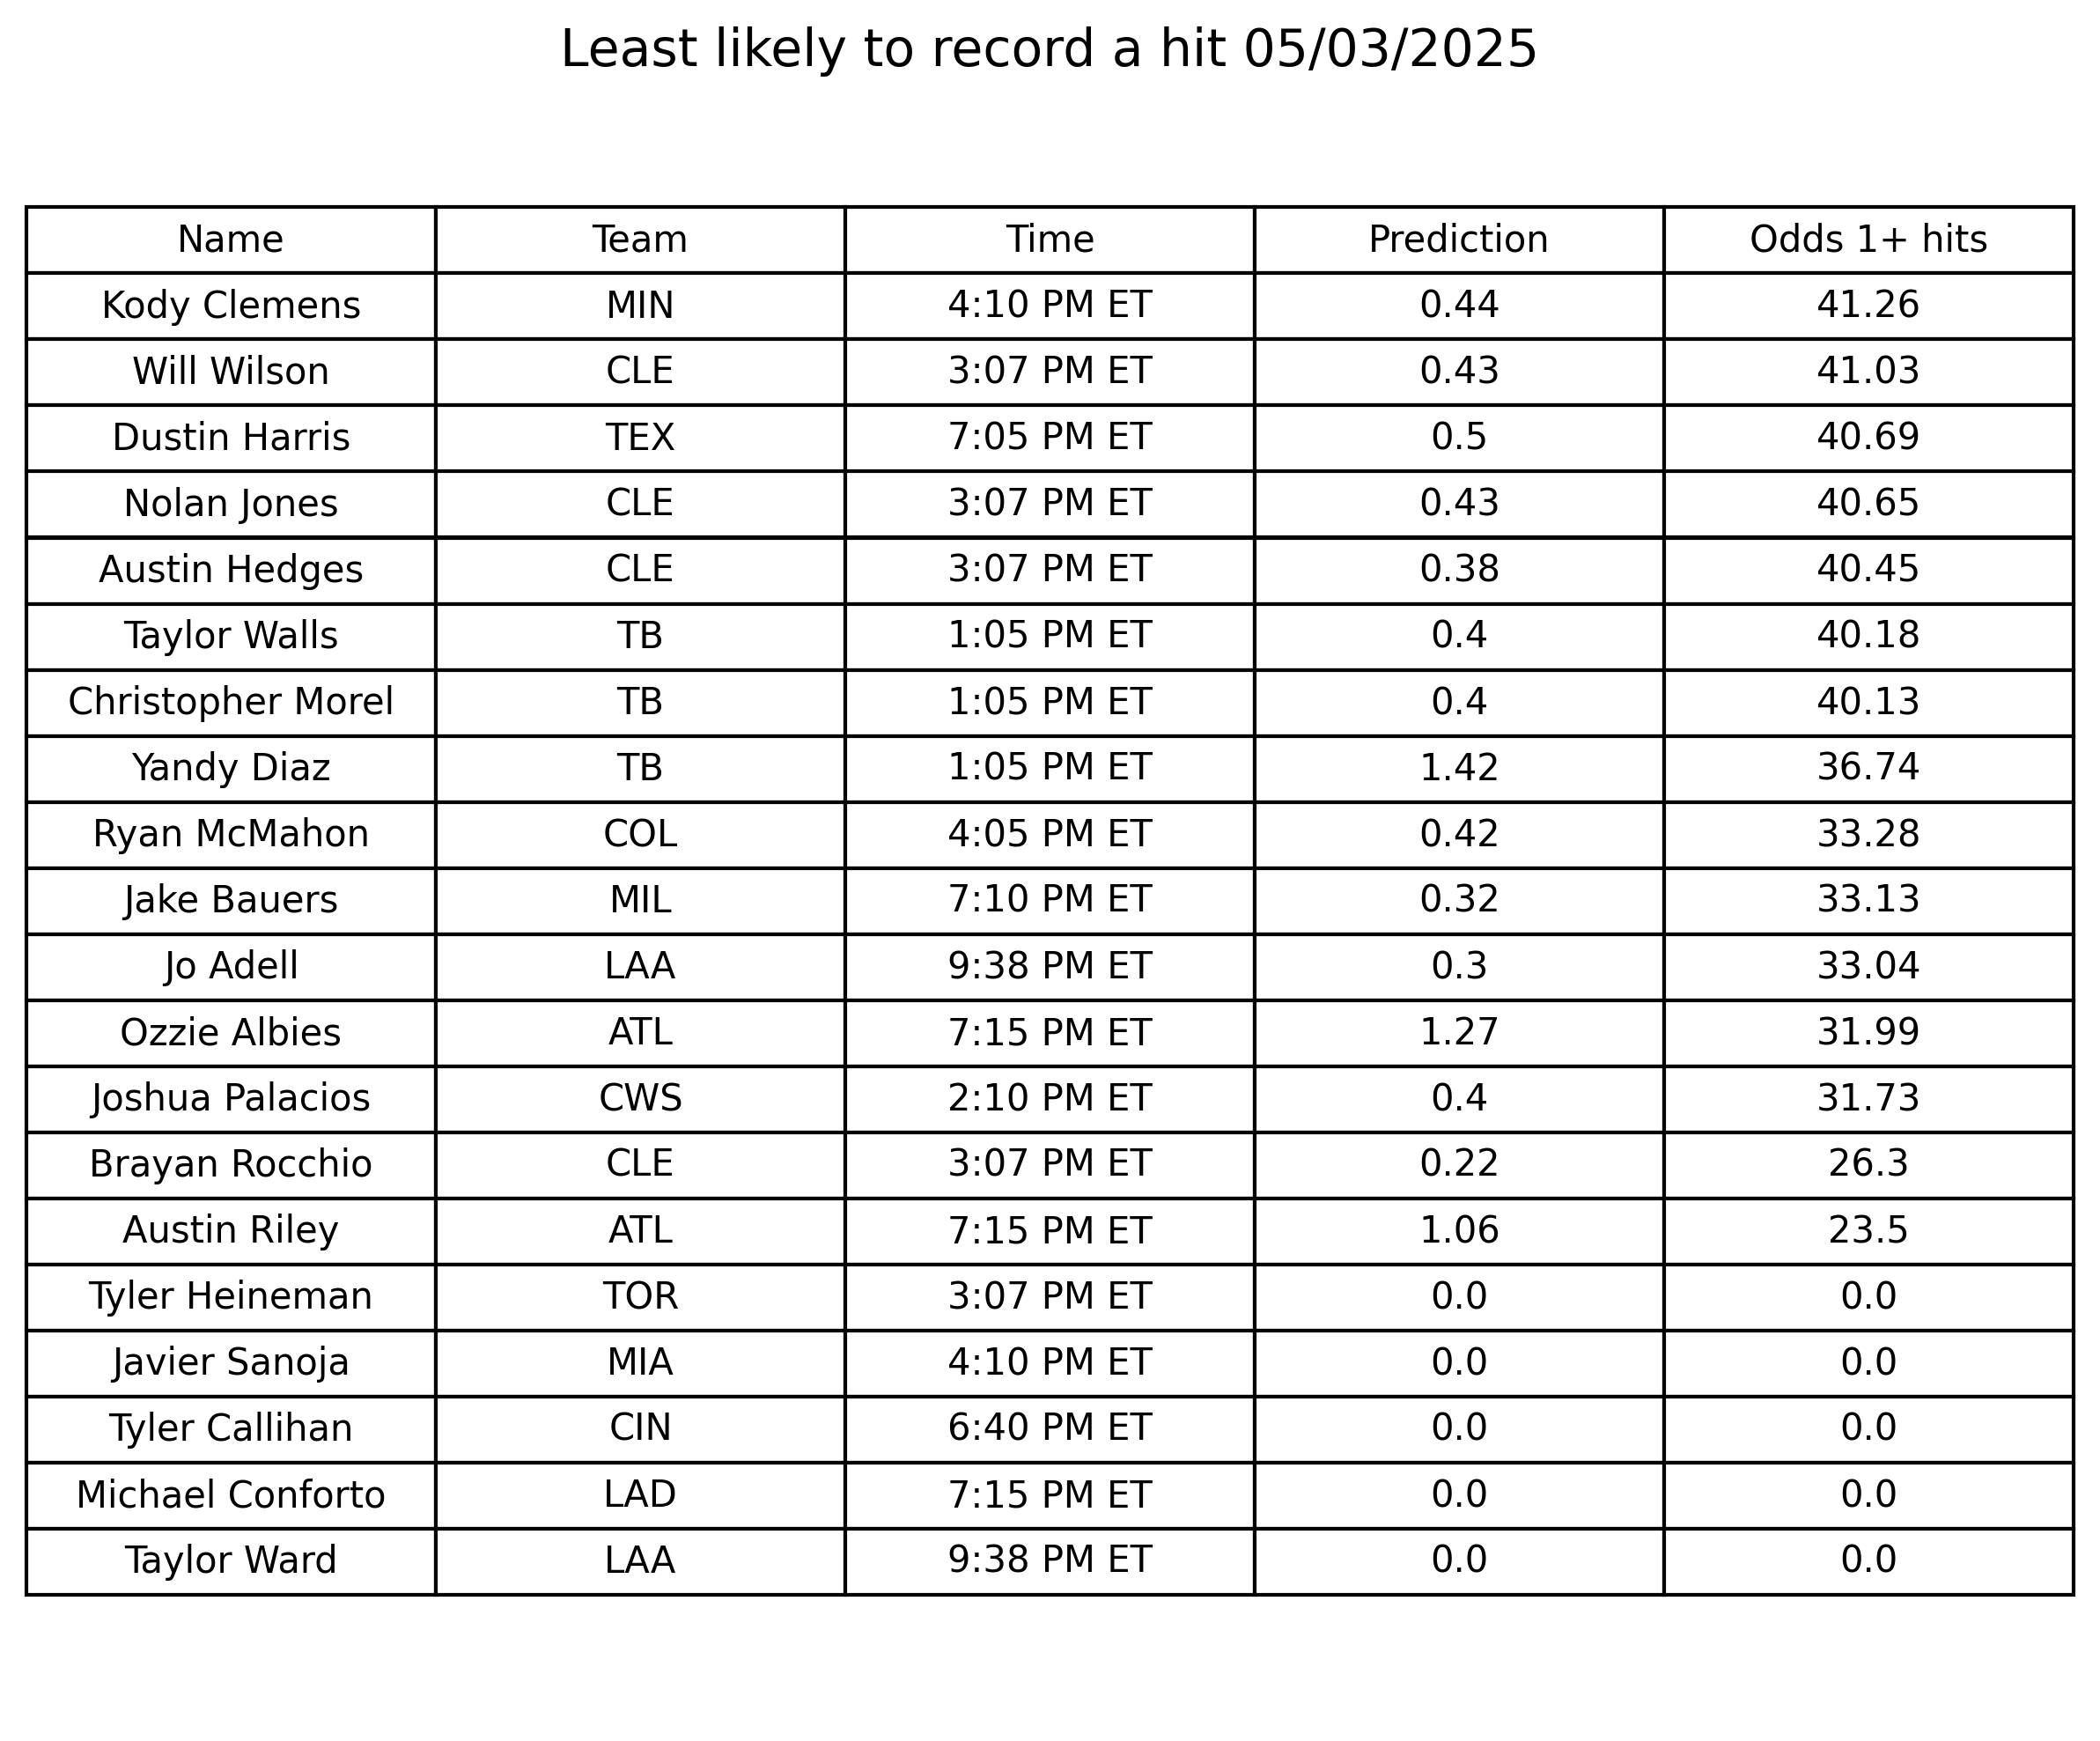 Least likely to record a hit 05/03/2025
Name Team Time Prediction Odds 1+ hits
Kody Clemens MIN 4:10 PM ET 0.44 41.26
Will Wilson CLE 3:07 PM ET 0.43 41.03
Dustin Harris TEX 7:05 PM ET 0.5 40.69
Nolan Jones CLE 3:07 PM ET 0.43 40.65
Austin Hedges CLE 3:07 PM ET 0.38 40.45
Taylor Walls TB 1:05 PM ET 0.4 40.18
Christopher Morel TB 1:05 PM ET 0.4 40.13
Yandy Diaz TB 1:05 PM ET 1.42 36.74
Ryan McMahon COL 4:05 PM ET 0.42 33.28
Jake Bauers MIL 7:10 PM ET 0.32 33.13
Jo Adell LAA 9:38 PM ET 0.3 33.04
Ozzie Albies ATL 7:15 PM ET 1.27 31.99
Joshua Palacios CWS 2:10 PM ET 0.4 31.73
Brayan Rocchio CLE 3:07 PM ET 0.22 26.3
Austin Riley ATL 7:15 PM ET 1.06 23.5
Tyler Heineman TOR 3:07 PM ET 0.0 0.0
Javier Sanoja MIA 4:10 PM ET 0.0 0.0
Tyler Callihan CIN 6:40 PM ET 0.0 0.0
Michael Conforto LAD 7:15 PM ET 0.0 0.0
Taylor Ward LAA 9:38 PM ET 0.0 0.0